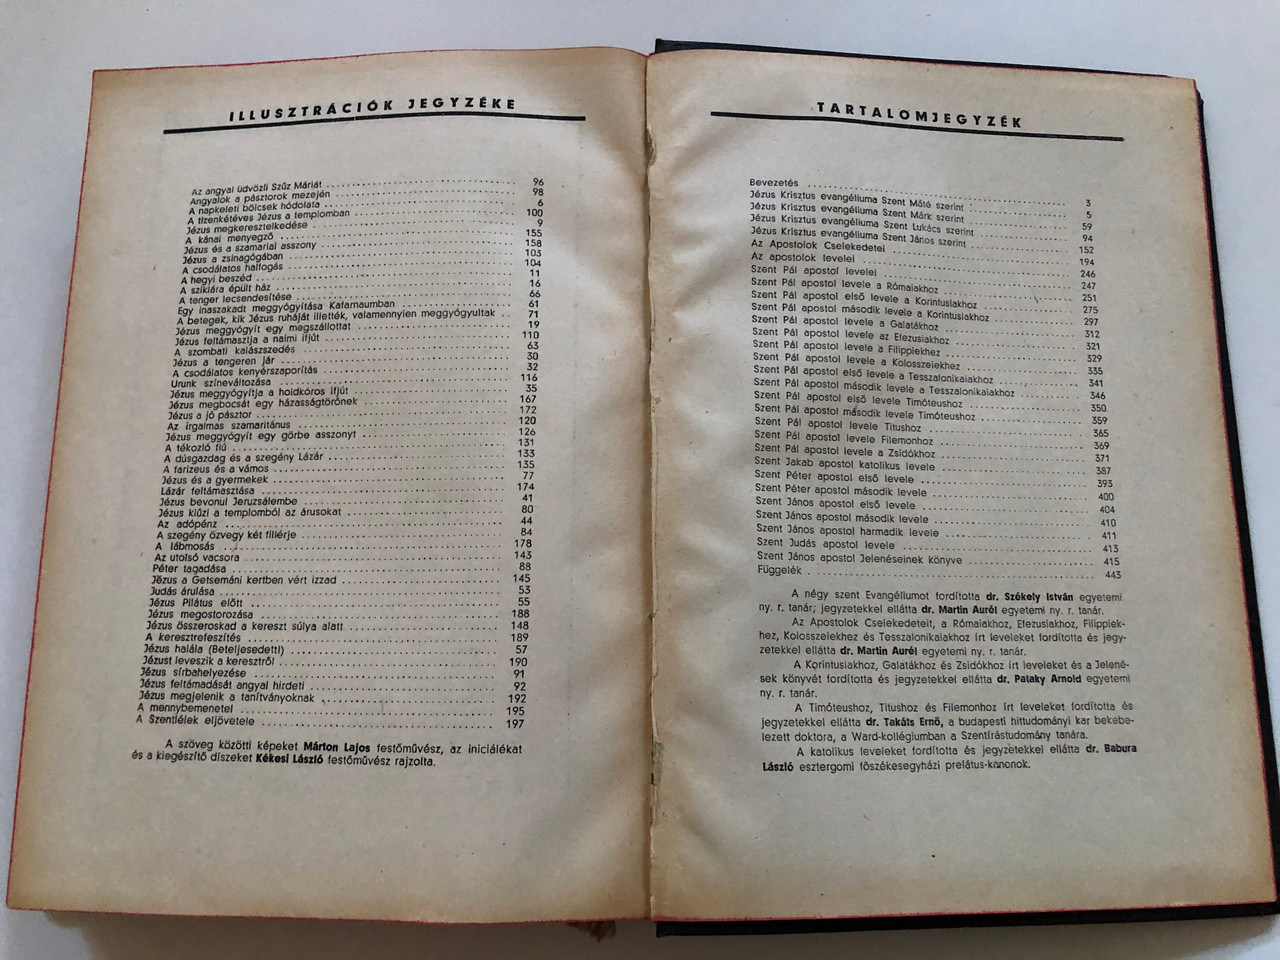 ILLUSZTRÁCIÓK JEGYZÉKE
Az angyal üdvözli Szűz Máriát 96
Angyalok a pásztorok mezején 98
A napkeleti bölcsek hódolata 6
A tizenkétéves Jézus a templomban 100
Jézus megkeresztelkedése 9
A kánai menyegző 155
Jézus és a szamariai asszony 158
Jézus a zsinagógában 103
A csodálatos halfogás 104
A hegyi beszéd 11
A sziklára épült ház 16
A tenger lecsendesítése 66
Egy inaszakadt meggyógyítása Kafarnaumban 61
A betegek, kik Jézus ruháját illették, valamennyien meggyógyultak 71
Jézus meggyógyít egy megszállottat 19
Jézus feltámasztja a naimi ifjút 110
A szombati kalászszedés 63
Jézus a tengeren jár 30
A csodálatos kenyérszaporítás 32
Urunk színeváltozása 116
Jézus meggyógyítja a holdkóros ifjút 35
Jézus megbocsát egy házasságtörőnek 167
Jézus a jó pásztor 172
Az irgalmas szamaritánus 120
Jézus meggyógyít egy görbe asszonyt 126
A tékozló fiú 131
A dúsgazdag és a szegény Lázár 133
A farizeus és a vámos 135
Jézus és a gyermekek 77
Lázár feltámasztása 174
Jézus bevonul Jeruzsálembe 41
Jézus kiűzi a templomból az árusokat 80
Az adópénz 44
A szegény özvegy két fillérje 84
A lábmosás 178
Az utolsó vacsora 143
Péter tagadása 88
Jézus a Getsemáni kertben vért izzad 145
Judás árulása 53
Jézus Pilátus előtt 55
Jézus megostorozása 188
Jézus összeroskad a kereszt súlya alatt 148
A keresztrefeszítés 189
Jézus halála (Beteljesedett!) 57
Jézust leveszik a keresztről 190
Jézus sírbahelyezése 91
Jézus feltámadását angyal hirdeti 92
Jézus megjelenik a tanítványoknak 192
A mennybemenetel 195
A Szentlélek eljövetele 197
A szöveg közötti képeket Márton Lajos festőművész, az iniciálékat
és a kiegészítő díszeket Kékesi László festőművész rajzolta.
TARTALOMJEGYZÉK
Bevezetés 3
Jézus Krisztus evangéliuma Szent Máté szerint 5
Jézus Krisztus evangéliuma Szent Márk szerint 59
Jézus Krisztus evangéliuma Szent Lukács szerint 94
Jézus Krisztus evangéliuma Szent János szerint 152
Az Apostolok Cselekedetei 194
Az apostolok levelei 246
Szent Pál apostol levelei 247
Szent Pál apostol levele a Rómaiakhoz 251
Szent Pál apostol első levele a Korintusiakhoz 275
Szent Pál apostol második levele a Korintusiakhoz 297
Szent Pál apostol levele a Galatákhoz 312
Szent Pál apostol levele az Efezusiakhoz 321
Szent Pál apostol levele a Filippiekhez 329
Szent Pál apostol levele a Kolosszeiekhez 335
Szent Pál apostol első levele a Tesszalonikaiakhoz 341
Szent Pál apostol második levele a Tesszalonikaiakhoz 346
Szent Pál apostol első levele Timóteushoz 350
Szent Pál apostol második levele Timóteushoz 359
Szent Pál apostol levele Titushoz 365
Szent Pál apostol levele Filemonhoz 369
Szent Pál apostol levele a Zsidókhoz 371
Szent Jakab apostol katolikus levele 387
Szent Péter apostol első levele 393
Szent Péter apostol második levele 400
Szent János apostol első levele 404
Szent János apostol második levele 410
Szent János apostol harmadik levele 411
Szent Judás apostol levele 413
Szent János apostol Jelenéseinek könyve 415
Függelék 443
A négy szent Evangéliumot fordította dr. Székely István egyetemi
ny. r. tanár; jegyzetekkel ellátta dr. Martin Aurél egyetemi ny. r. tanár.
Az Apostolok Cselekedeteit, a Rómaiakhoz, Efezusiakhoz, Filippiek-
hez, Kolosszeiekhez és Tesszalonikaiakhoz írt leveleket fordította és jegy-
zetekkel ellátta dr. Martin Aurél egyetemi ny. r. tanár.
A Korintusiakhoz, Galatákhoz és Zsidókhoz írt leveleket és a Jelené-
sek könyvét fordította és jegyzetekkel ellátta dr. Pataky Arnold egyetemi
ny. r. tanár.
A Timóteushoz, Titushoz és Filemonhoz írt leveleket fordította és
jegyzetekkel ellátta dr. Takáts Ernő, a budapesti hittudományi kar bekebe-
lezett doktora, a Ward-kollégiumban a Szentírástudomány tanára.
A katolikus leveleket fordította és jegyzetekkel ellátta dr. Babura
László esztergomi főszékesegyházi prelátus-kanonok.